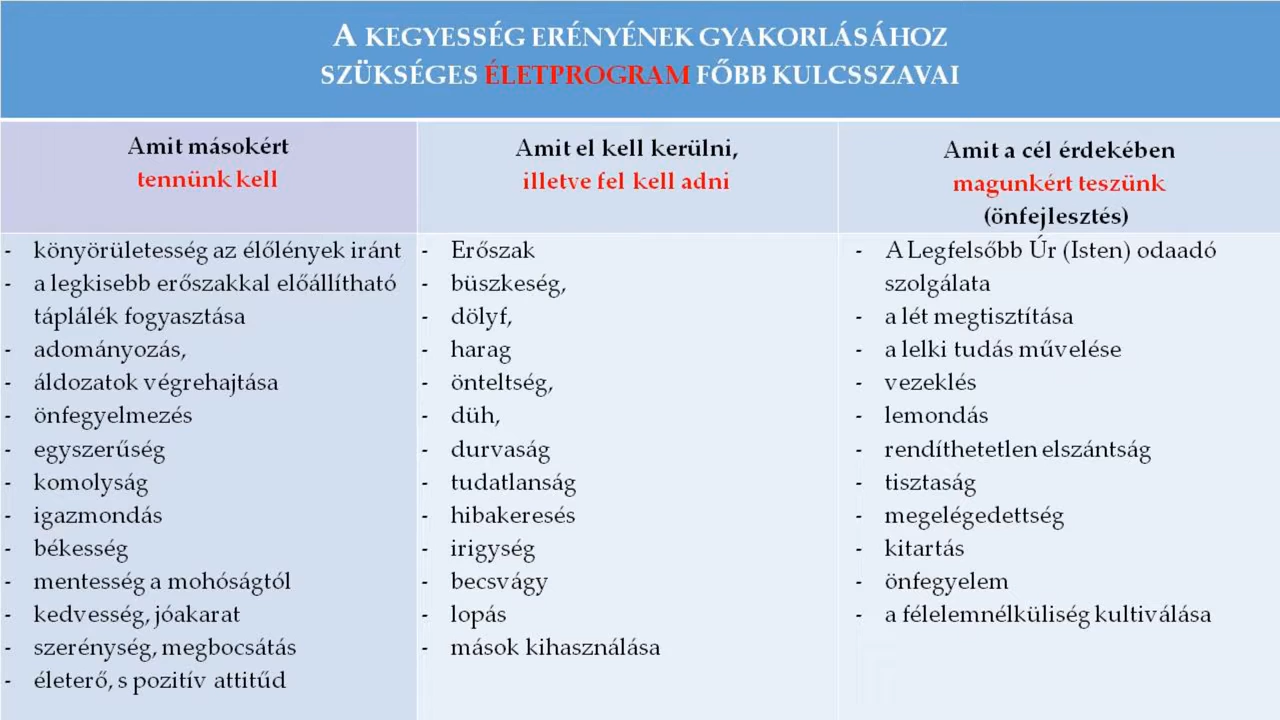 A KEGYESSÉG ERÉNYÉNEK GYAKORLÁSÁHOZ
SZÜKSÉGES ÉLETPROGRAM FŐBB KULCSSZAVAI
Amit másokért
tennünk kell
- könyörületesség az élőlények iránt
- a legkisebb erőszakkal előállítható
táplálék fogyasztása
- adományozás,
- áldozatok végrehajtása
- önfegyelmezés
- egyszerűség
- komolyság
- igazmondás
- békesség
- mentesség a mohóságtól
- kedvesség, jóakarat
- szerénység, megbocsátás
- életerő, s pozitív attitűd
Amit el kell kerülni,
illetve fel kell adni
- Erőszak
- büszkeség,
- dölyf,
- harag
- önteltség,
- düh,
- durvaság
- tudatlanság
- hibakeresés
- irigység
- becsvágy
- lopás
- mások kihasználása
Amit a cél érdekében
magunkért teszünk
(önfejlesztés)
- A Legfelsőbb Úr (Isten) odaadó
szolgálata
- a lét megtisztítása
- a lelki tudás művelése
- vezeklés
- lemondás
- rendíthetetlen elszántság
- tisztaság
- megelégedettség
- kitartás
- önfegyelem
- a félelemnélküliség kultiválása